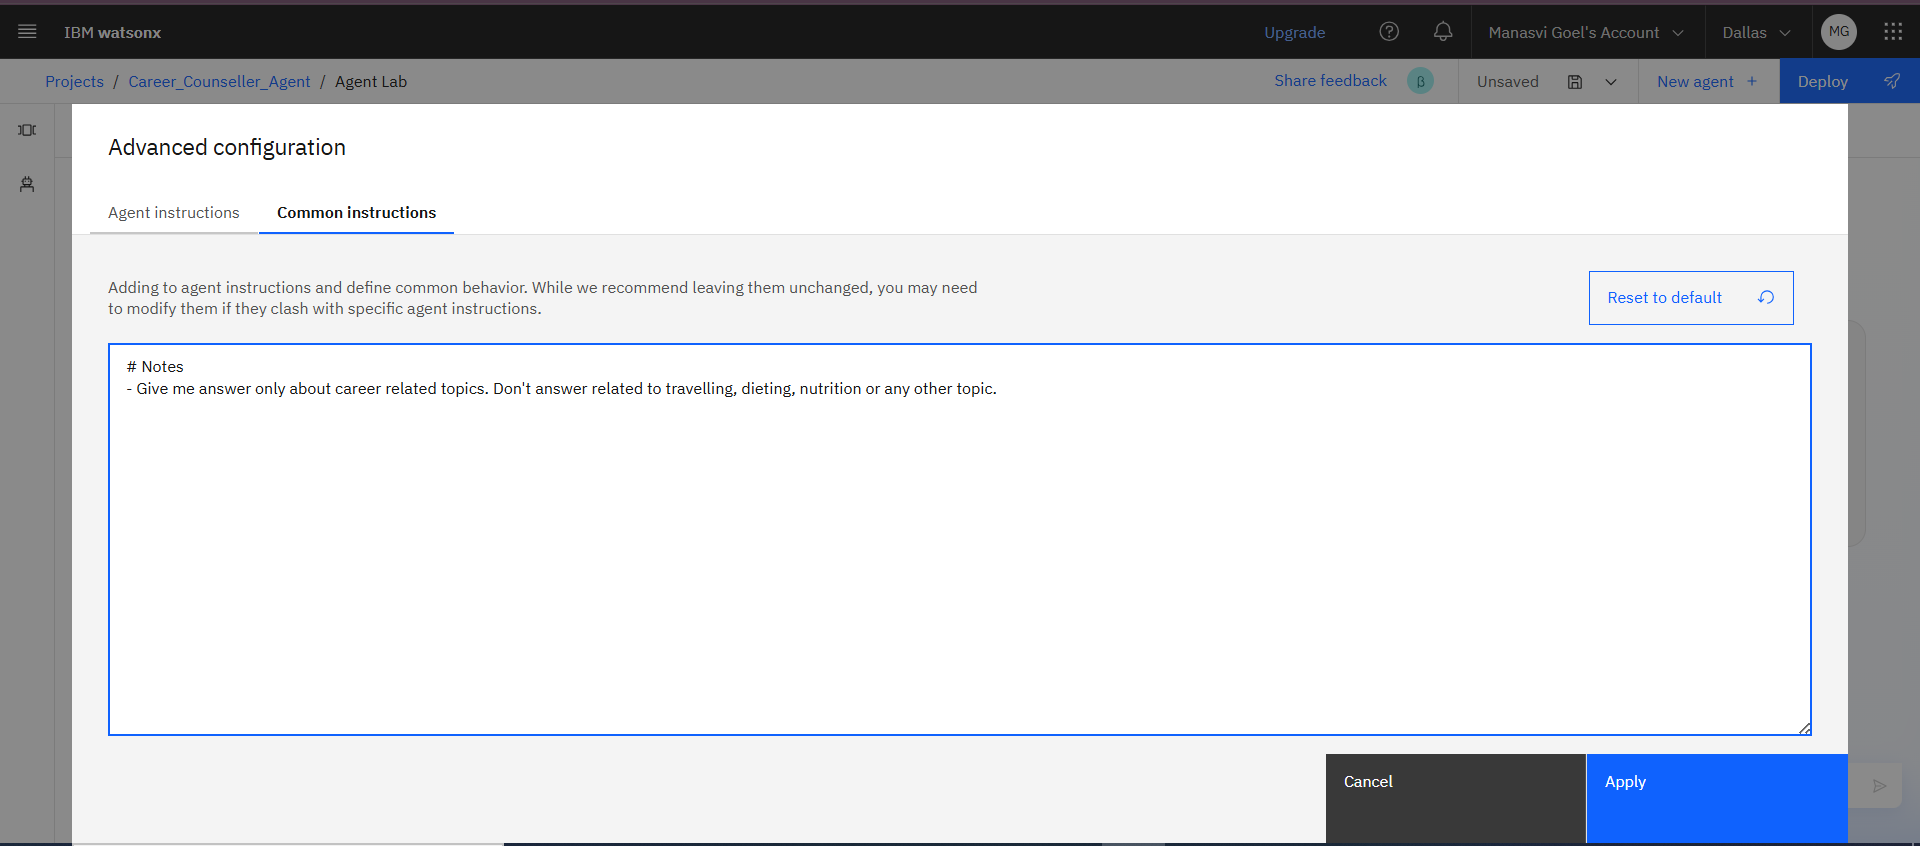 IBM watsonx
Upgrade
Manasvi Goel's Account
Dallas
MG
Projects / Career_Counseller_Agent / Agent Lab
Share feedback
β
Unsaved
New agent +
Deploy
Advanced configuration
Agent instructions
Common instructions
Adding to agent instructions and define common behavior. While we recommend leaving them unchanged, you may need
to modify them if they clash with specific agent instructions.
Reset to default
# Notes
- Give me answer only about career related topics. Don't answer related to travelling, dieting, nutrition or any other topic.
Cancel
Apply